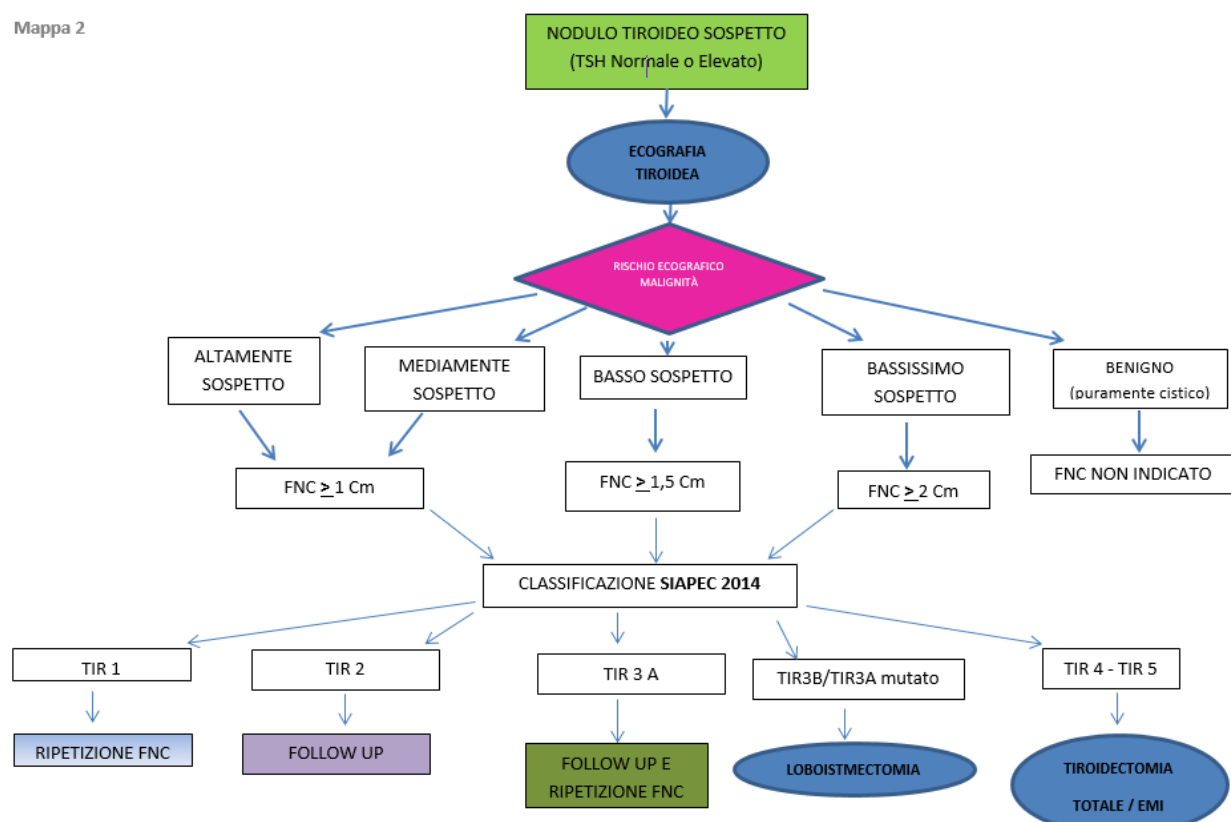 Mappa 2
NODULO TIROIDEO SOSPETTO
(TSH Normale o Elevato)
ECOGRAFIA
TIROIDEA
RISCHIO ECOGRAFICO
MALIGNITÀ
ALTAMENTE
SOSPETTO
MEDIAMENTE
SOSPETTO
BASSO SOSPETTO
BASSISSIMO
SOSPETTO
BENIGNO
(puramente cistico)
FNC > 1 Cm
FNC > 1,5 Cm
FNC > 2 Cm
FNC NON INDICATO
CLASSIFICAZIONE SIAPEC 2014
TIR 1
TIR 2
TIR 3 A
TIR3B/TIR3A mutato
TIR 4 - TIR 5
RIPETIZIONE FNC
FOLLOW UP
FOLLOW UP E
RIPETIZIONE FNC
LOBOISTMECTOMIA
TIROIDECTOMIA
TOTALE / EMI